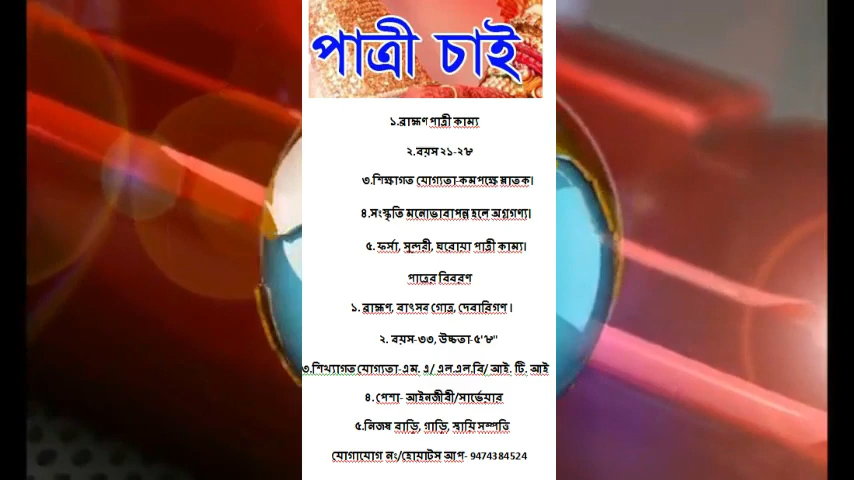 পাত্রী চাই
১.ব্রাহ্মণ পাত্রী কাম্য
২.বয়স ২১-২৮
৩.শিক্ষাগত যোগ্যতা-কমপক্ষে স্নাতক।
৪.সংস্কৃতি মনোভাবাপন্ন হলে অগ্রগণ্য।
৫. ফর্সা, সুন্দরী, ঘরোয়া পাত্রী কাম্য।
পাত্রের বিবরণ
১. ব্রাহ্মণ, বাৎসব গোত্র, দেবারিগণ।
২. বয়স-৩৩, উচ্চতা-৫'৮"
৩.শিখ্যাগত যোগ্যতা-এম. এ/ এল.এল.বি/ আই. টি. আই
৪. পেশা- আইনজীবী/সার্ভেয়ার
৫.নিজষ বাড়ি, গাড়ি, স্থায়ি সম্পত্তি
যোগাযোগ নং/হোয়াটস আপ- 9474384524